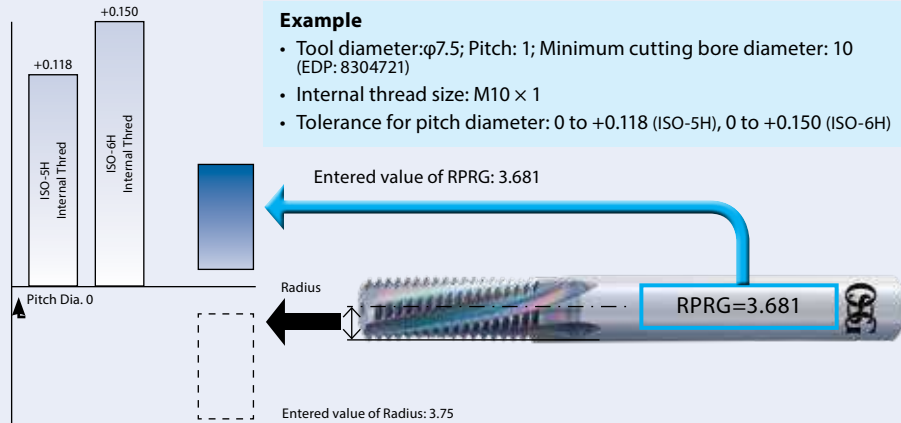 +0.150
+0.118
ISO-5H
Internal Thred
ISO-6H
Internal Thred
Pitch Dia. 0
Example
• Tool diameter:φ7.5; Pitch: 1; Minimum cutting bore diameter: 10
(EDP: 8304721)
• Internal thread size: M10 × 1
• Tolerance for pitch diameter: 0 to +0.118 (ISO-5H), 0 to +0.150 (ISO-6H)
Entered value of RPRG: 3.681
Radius
RPRG=3.681
OSG
Entered value of Radius: 3.75